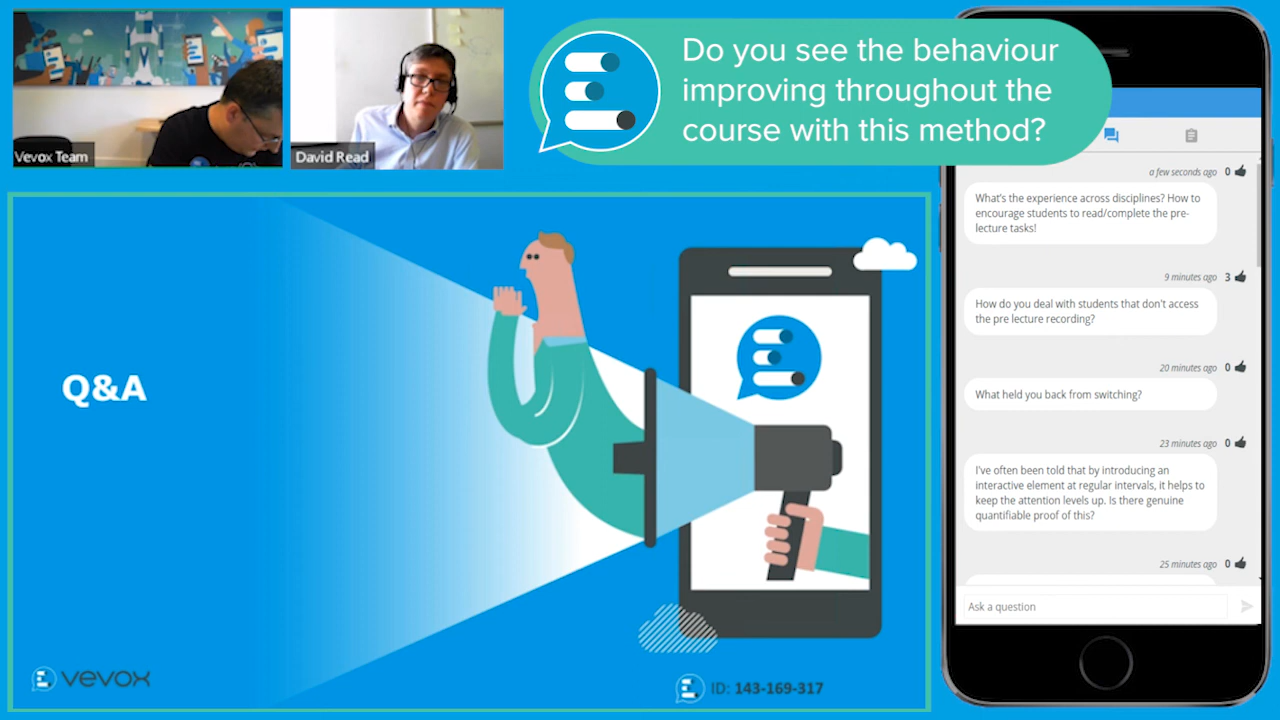 Vevox Team
David Read
Do you see the behaviour
improving throughout the
course with this method?
Q&A
vevox
ID: 143-169-317
a few seconds ago 0
What's the experience across disciplines? How to
encourage students to read/complete the pre-
lecture tasks!
9 minutes ago 3
How do you deal with students that don't access
the pre lecture recording?
20 minutes ago 0
What held you back from switching?
23 minutes ago 0
I've often been told that by introducing an
interactive element at regular intervals, it helps to
keep the attention levels up. Is there genuine
quantifiable proof of this?
25 minutes ago 0
Ask a question